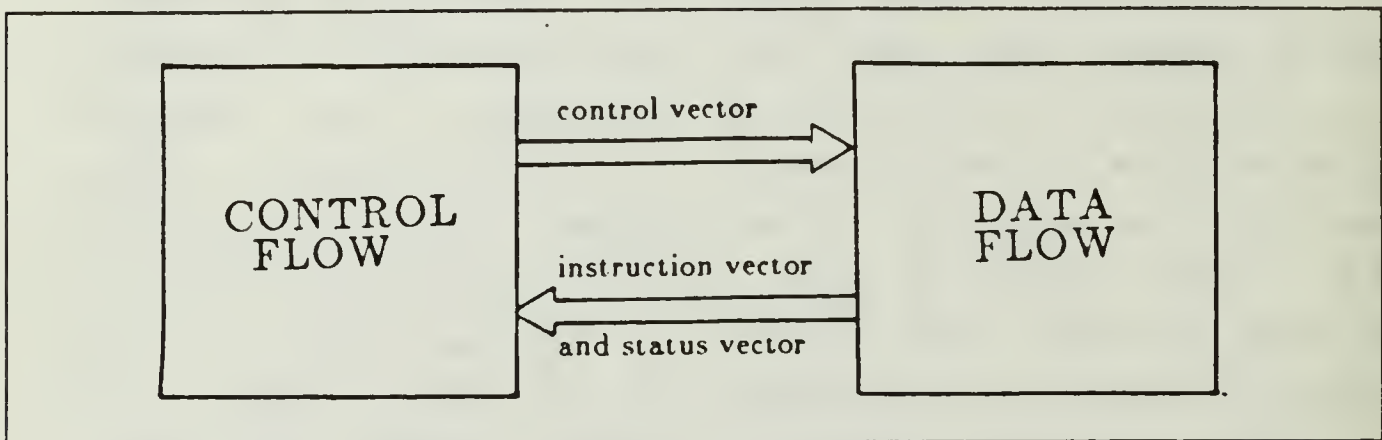 control vector
CONTROL
FLOW
DATA
FLOW
instruction vector
and status vector